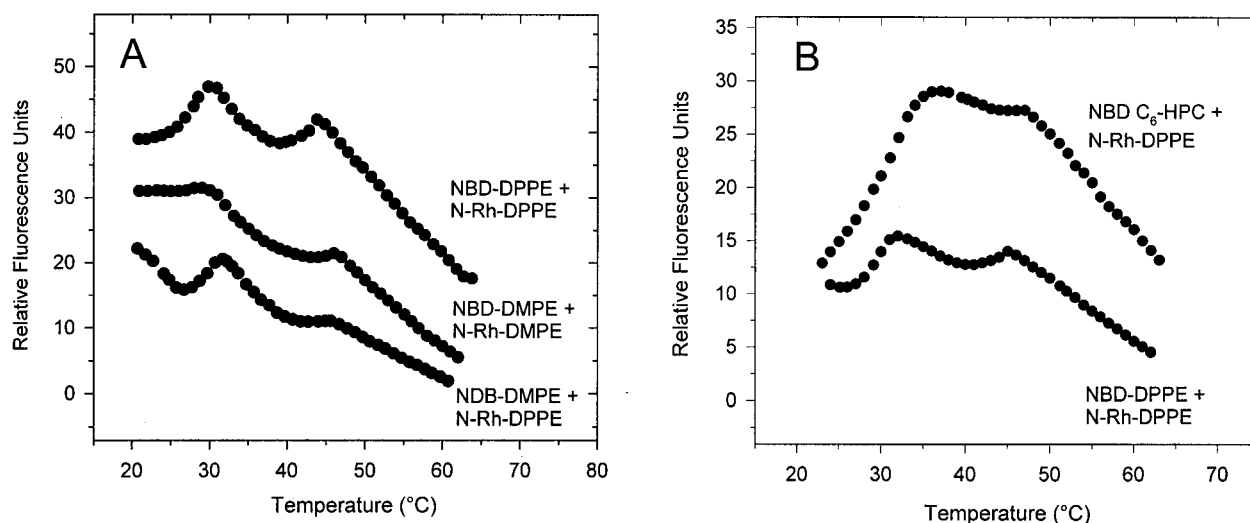 A
Relative Fluorescence Units
50
40
30
20
10
0
NBD-DPPE +
N-Rh-DPPE
NBD-DMPE +
N-Rh-DMPE
NDB-DMPE +
N-Rh-DPPE
20 30 40 50 60 70 80
Temperature (°C)
B
Relative Fluorescence Units
35
30
25
20
15
10
5
0
NBD C₆-HPC +
N-Rh-DPPE
NBD-DPPE +
N-Rh-DPPE
20 30 40 50 60 70
Temperature (°C)